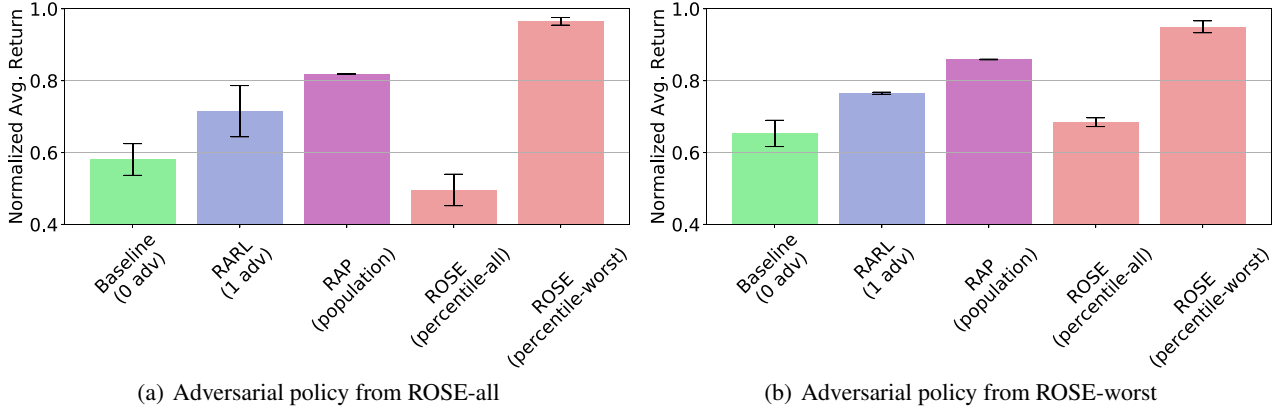 Normalized Avg. Return
1.0
0.8
0.6
0.4
Baseline
(0 adv)
RARL
(1 adv)
RAP
(population)
ROSE
(percentile-all)
ROSE
(percentile-worst)
(a) Adversarial policy from ROSE-all
Normalized Avg. Return
1.0
0.8
0.6
0.4
Baseline
(0 adv)
RARL
(1 adv)
RAP
(population)
ROSE
(percentile-all)
ROSE
(percentile-worst)
(b) Adversarial policy from ROSE-worst